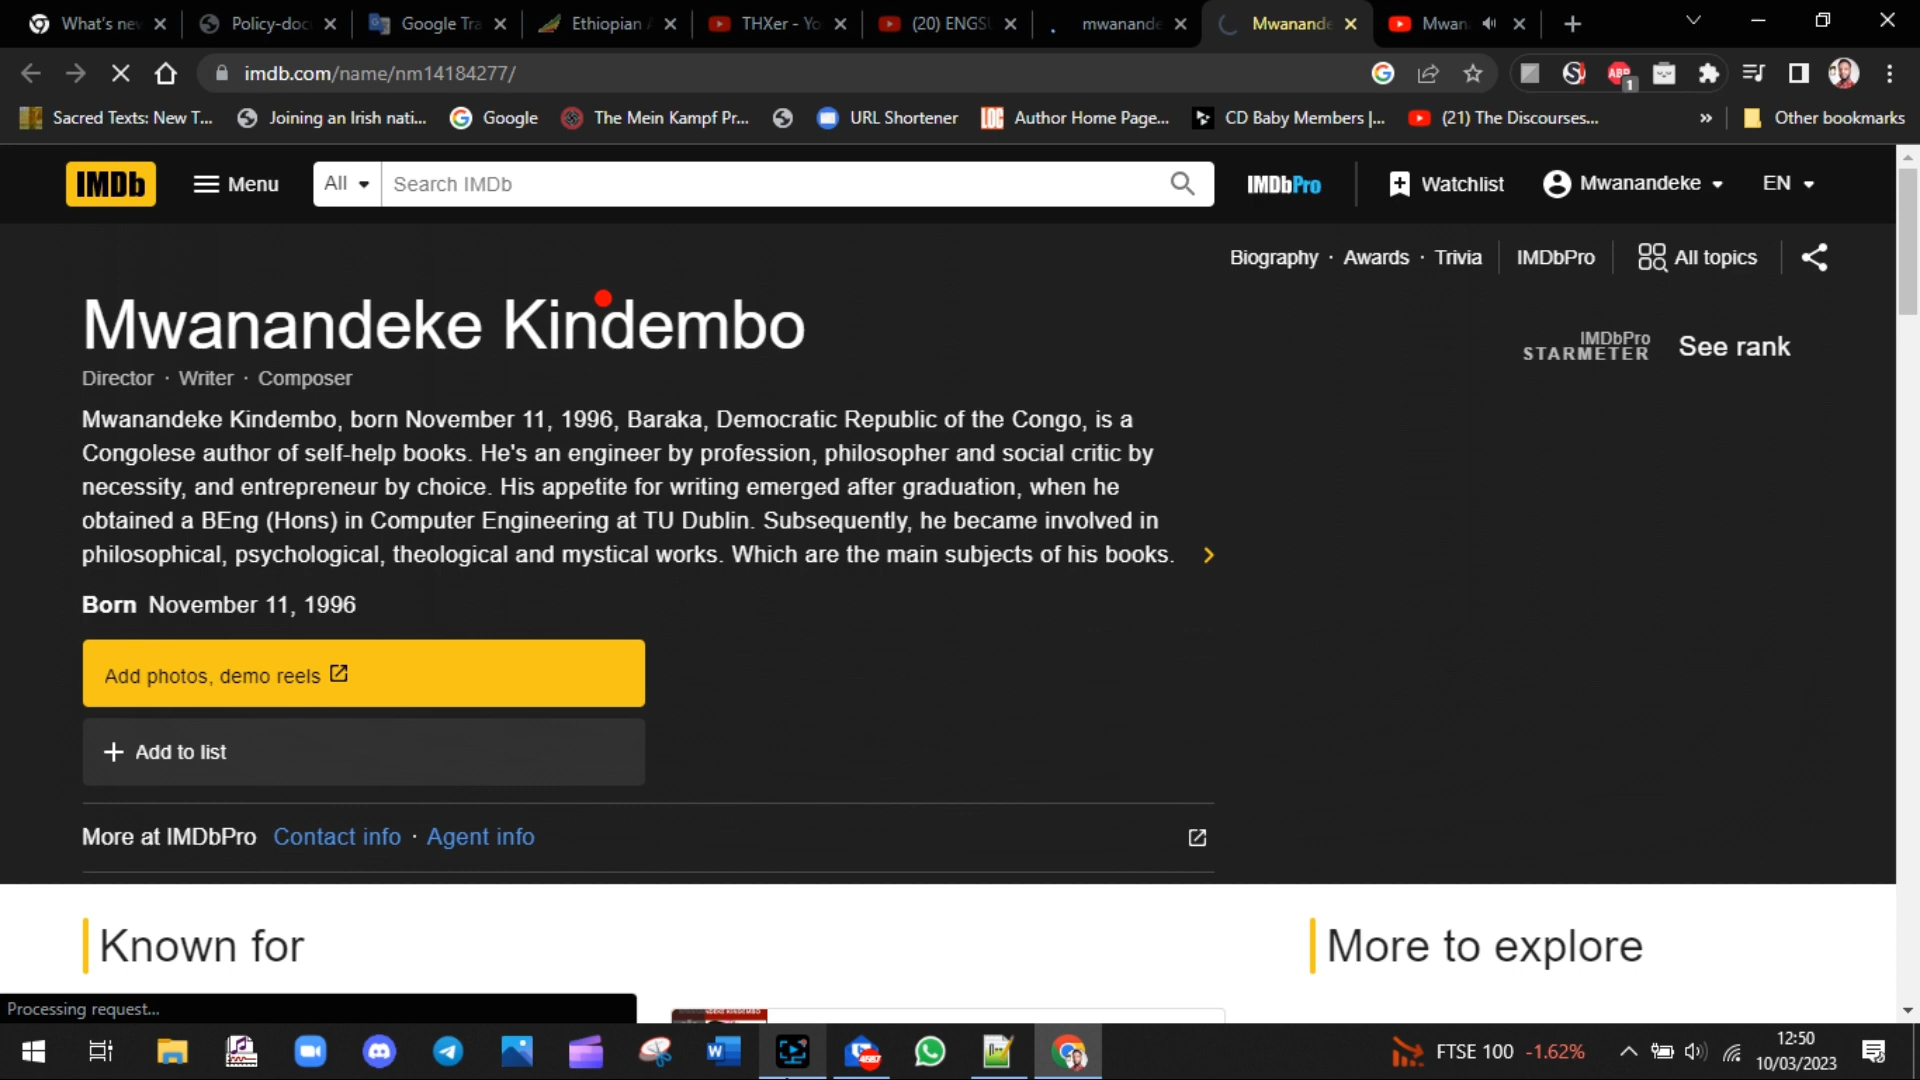 What's nev
Policy-doc
Google Tra
Ethiopian A
THXer - Yo
(20) ENGSU
mwanande
Mwanande
Mwan
imdb.com/name/nm14184277/
ABP
1
Sacred Texts: New T...
Joining an Irish nati...
Google
The Mein Kampf Pr...
URL Shortener
LOC
Author Home Page...
CD Baby Members |...
(21) The Discourses...
»
Other bookmarks
IMDb
Menu
All
Search IMDb
IMDbPro
Watchlist
Mwanandeke
EN
Biography · Awards · Trivia
IMDbPro
All topics
Mwanandeke Kindembo
Director · Writer · Composer
IMDbPro
STARMETER
See rank
Mwanandeke Kindembo, born November 11, 1996, Baraka, Democratic Republic of the Congo, is a
Congolese author of self-help books. He's an engineer by profession, philosopher and social critic by
necessity, and entrepreneur by choice. His appetite for writing emerged after graduation, when he
obtained a BEng (Hons) in Computer Engineering at TU Dublin. Subsequently, he became involved in
philosophical, psychological, theological and mystical works. Which are the main subjects of his books.
Born November 11, 1996
Add photos, demo reels
+ Add to list
More at IMDbPro Contact info · Agent info
Known for
More to explore
Processing request...
FTSE 100 -1.62%
12:50
10/03/2023